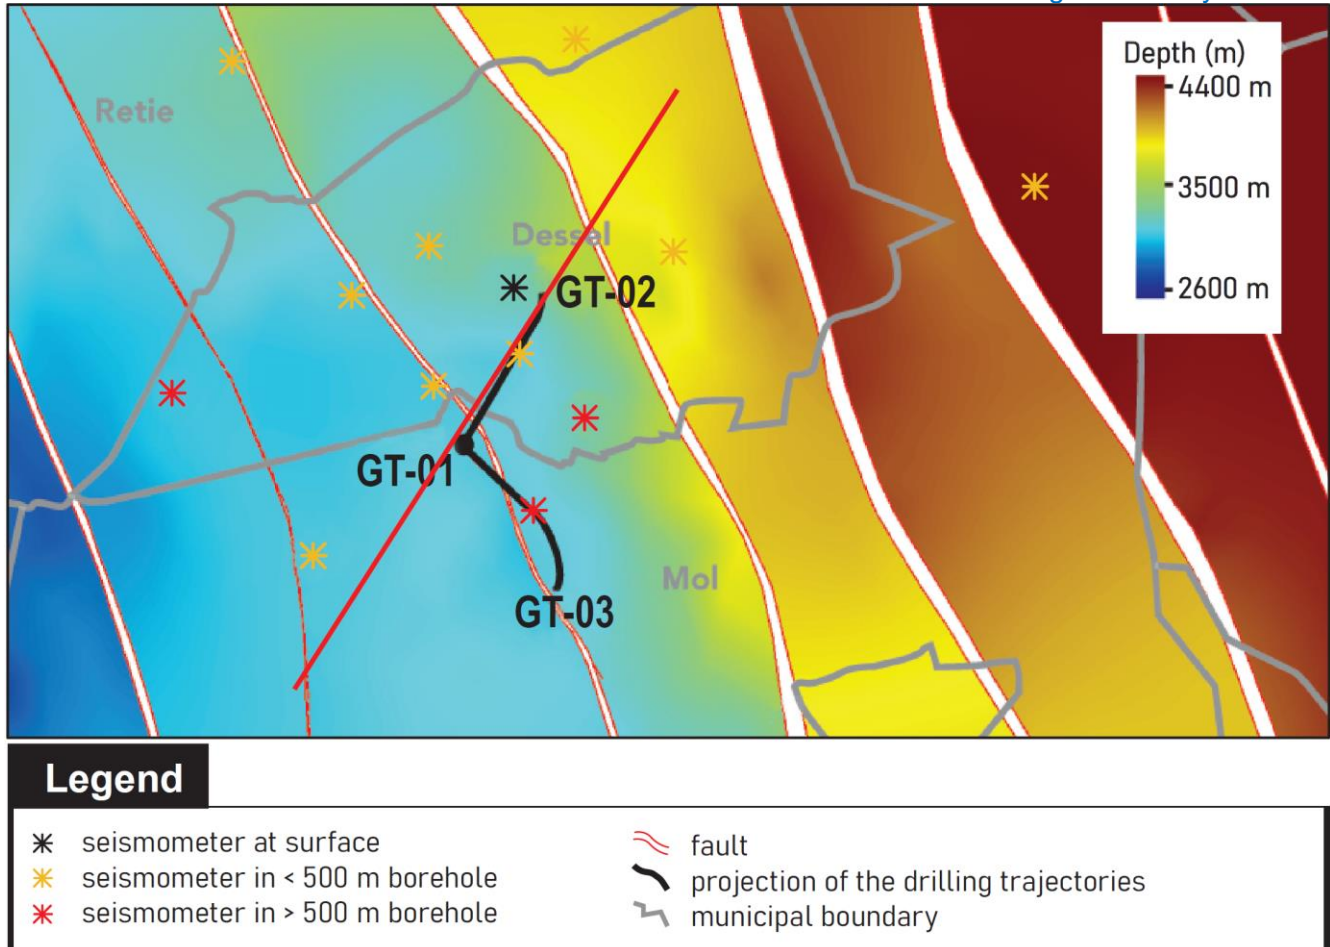 Depth (m)
4400 m
3500 m
2600 m
Retie
Dessel
GT-02
GT-01
GT-03
Mol
Legend
seismometer at surface
seismometer in < 500 m borehole
seismometer in > 500 m borehole
fault
projection of the drilling trajectories
municipal boundary